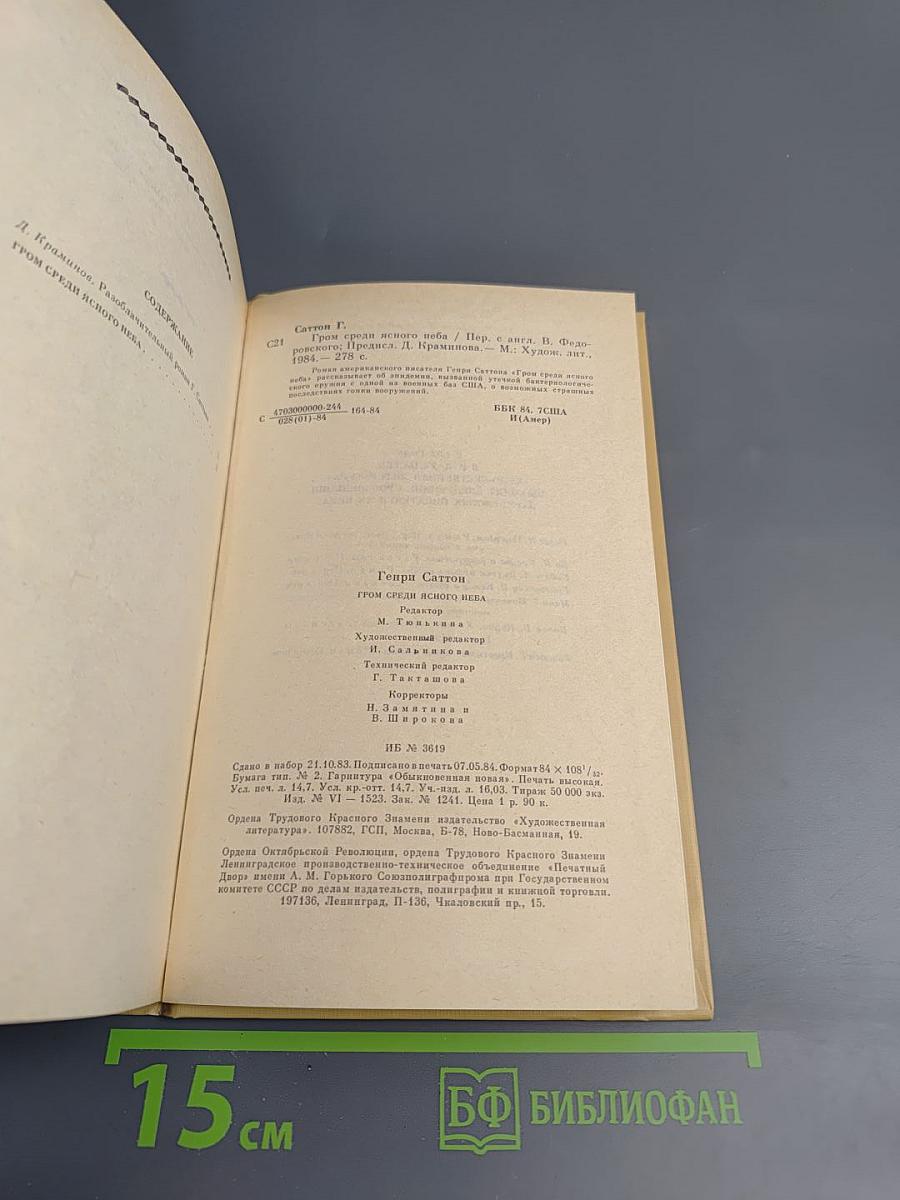 СОДЕРЖАНИЕ
Д. Краминов. Разоблачительный роман Г. Саттона
ГРОМ СРЕДИ ЯСНОГО НЕБА
Саттон Г.
С21 Гром среди ясного неба / Пер. с англ. В. Федо-
ровского; Предисл. Д. Краминова.— М.: Худож. лит.,
1984.— 278 с.
Роман американского писателя Генри Саттона «Гром среди ясного
неба» рассказывает об эпидемии, вызванной утечкой бактериологиче-
ского оружия с одной из военных баз США, о возможных страшных
последствиях гонки вооружений.
С 4703000000-244 164-84
028(01)-84
ББК 84. 7США
И(Амер)
Генри Саттон
ГРОМ СРЕДИ ЯСНОГО НЕБА
Редактор
М. Тюнькина
Художественный редактор
И. Сальникова
Технический редактор
Г. Такташова
Корректоры
Н. Замятина и
В. Широкова
ИБ № 3619
Сдано в набор 21.10.83. Подписано в печать 07.05.84. Формат 84 × 108¹/₃₂.
Бумага тип. № 2. Гарнитура «Обыкновенная новая». Печать высокая.
Усл. печ. л. 14,7. Усл. кр.-отт. 14,7. Уч.-изд. л. 16,03. Тираж 50 000 экз.
Изд. № VI — 1523. Зак. № 1241. Цена 1 р. 90 к.
Ордена Трудового Красного Знамени издательство «Художественная
литература». 107882, ГСП, Москва, Б-78, Ново-Басманная, 19.
Ордена Октябрьской Революции, ордена Трудового Красного Знамени
Ленинградское производственно-техническое объединение «Печатный
Двор» имени А. М. Горького Союзполиграфпрома при Государственном
комитете СССР по делам издательств, полиграфии и книжной торговли.
197136, Ленинград, П-136, Чкаловский пр., 15.
15 см
БФ БИБЛИОФАН